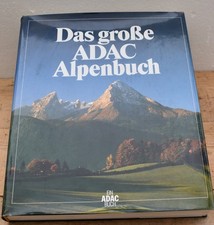 Das große
ADAC
Alpenbuch
EIN
ADAC
BUCH